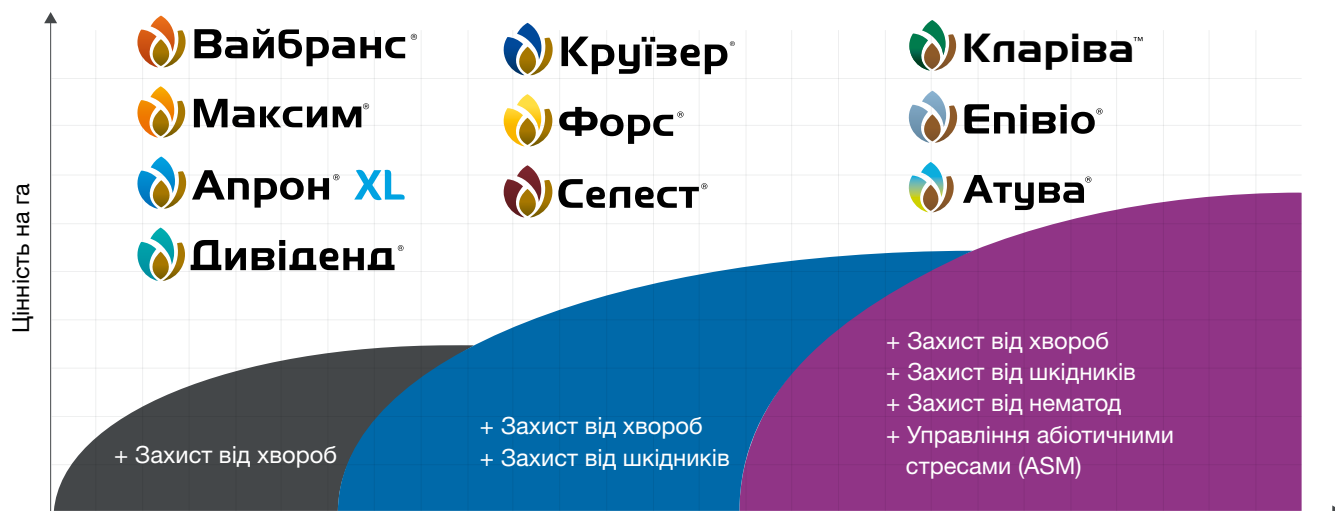 Вайбранс®
Максим®
Апрон® XL
Дивіденд®
Круїзер®
Форс®
Селест®
Кларіва™
Епівіо®
Атува®
Цінність на га
+ Захист від хвороб
+ Захист від хвороб
+ Захист від шкідників
+ Захист від хвороб
+ Захист від шкідників
+ Захист від нематод
+ Управління абіотичними
стресами (ASM)